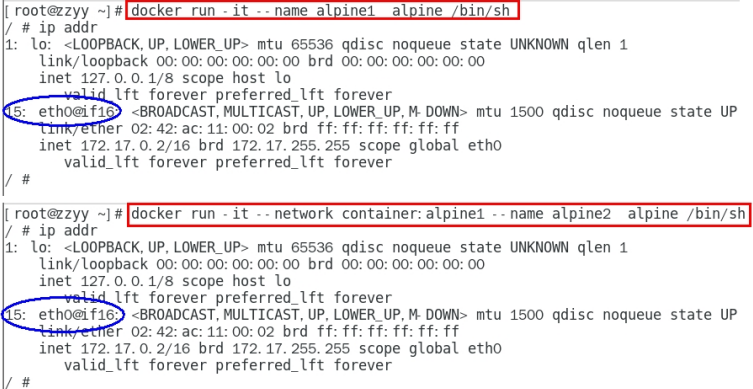 [root@zzyy ~]# docker run -it --name alpine1  alpine /bin/sh
/ # ip addr
1: lo: <LOOPBACK,UP,LOWER_UP> mtu 65536 qdisc noqueue state UNKNOWN qlen 1
    link/loopback 00:00:00:00:00:00 brd 00:00:00:00:00:00
    inet 127.0.0.1/8 scope host lo
       valid_lft forever preferred_lft forever
15: eth0@if16: <BROADCAST,MULTICAST,UP,LOWER_UP,M-DOWN> mtu 1500 qdisc noqueue state UP
    link/ether 02:42:ac:11:00:02 brd ff:ff:ff:ff:ff:ff
    inet 172.17.0.2/16 brd 172.17.255.255 scope global eth0
       valid_lft forever preferred_lft forever
/ #
[root@zzyy ~]# docker run -it --network container:alpine1 --name alpine2  alpine /bin/sh
/ # ip addr
1: lo: <LOOPBACK,UP,LOWER_UP> mtu 65536 qdisc noqueue state UNKNOWN qlen 1
    link/loopback 00:00:00:00:00:00 brd 00:00:00:00:00:00
    inet 127.0.0.1/8 scope host lo
       valid_lft forever preferred_lft forever
15: eth0@if16: <BROADCAST,MULTICAST,UP,LOWER_UP,M-DOWN> mtu 1500 qdisc noqueue state UP
    link/ether 02:42:ac:11:00:02 brd ff:ff:ff:ff:ff:ff
    inet 172.17.0.2/16 brd 172.17.255.255 scope global eth0
       valid_lft forever preferred_lft forever
/ #